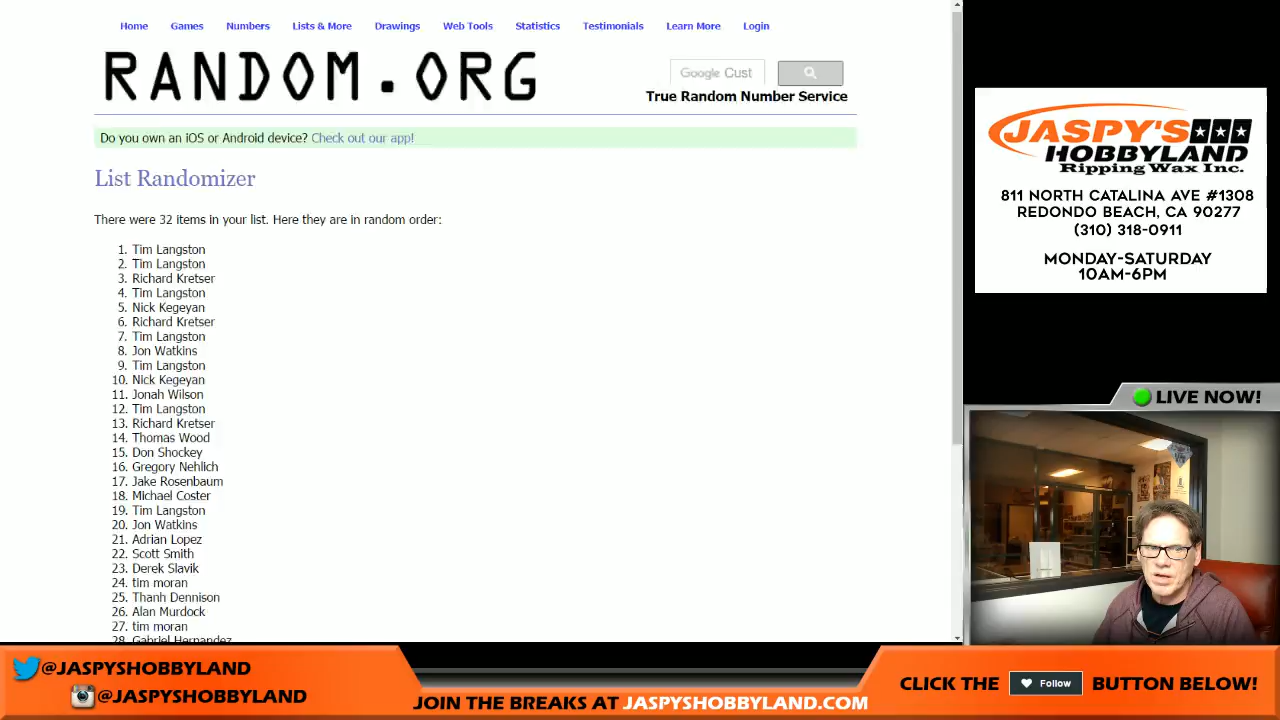 Home Games Numbers Lists & More Drawings Web Tools Statistics Testimonials Learn More Login
RANDOM.ORG
Google Cust
True Random Number Service
Do you own an iOS or Android device? Check out our app!
List Randomizer
There were 32 items in your list. Here they are in random order:
1. Tim Langston
2. Tim Langston
3. Richard Kretser
4. Tim Langston
5. Nick Kegeyan
6. Richard Kretser
7. Tim Langston
8. Jon Watkins
9. Tim Langston
10. Nick Kegeyan
11. Jonah Wilson
12. Tim Langston
13. Richard Kretser
14. Thomas Wood
15. Don Shockey
16. Gregory Nehlich
17. Jake Rosenbaum
18. Michael Coster
19. Tim Langston
20. Jon Watkins
21. Adrian Lopez
22. Scott Smith
23. Derek Slavik
24. tim moran
25. Thanh Dennison
26. Alan Murdock
27. tim moran
28. Gabriel Hernandez
JASPY'S
HOBBYLAND
Ripping Wax Inc.
811 NORTH CATALINA AVE #1308
REDONDO BEACH, CA 90277
(310) 318-0911
MONDAY-SATURDAY
10AM-6PM
LIVE NOW!
@JASPYSHOBBYLAND
@JASPYSHOBBYLAND
JOIN THE BREAKS AT JASPYSHOBBYLAND.COM
CLICK THE Follow BUTTON BELOW!